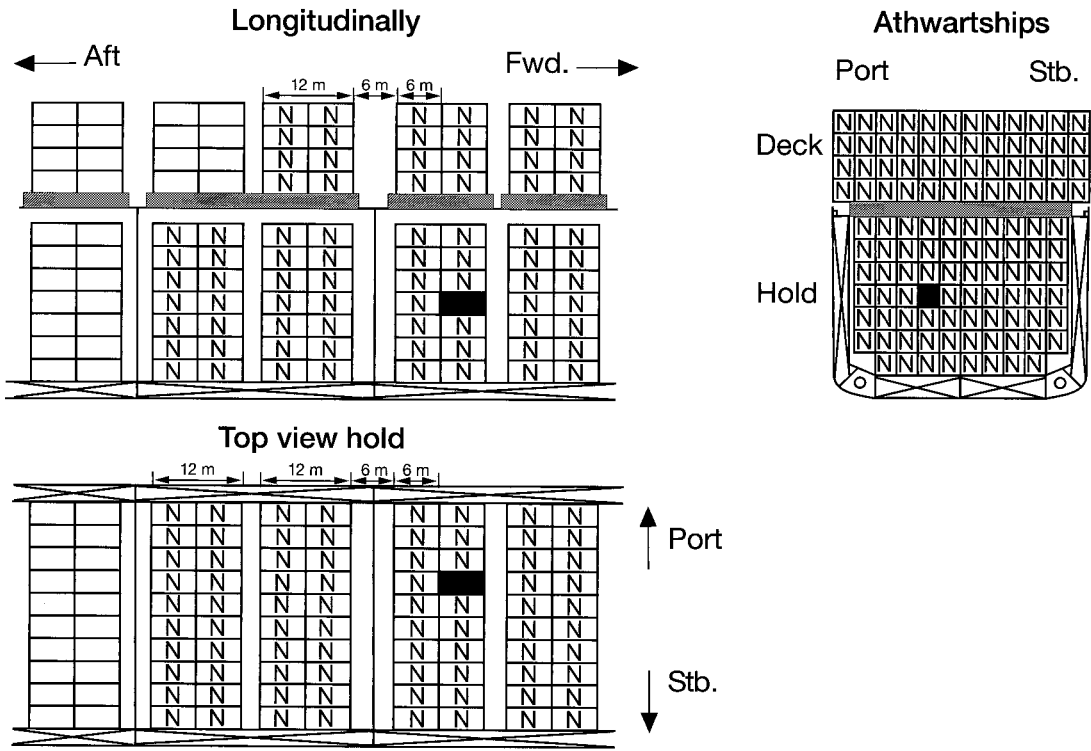 Longitudinally
Aft
Fwd.
12 m 6 m 6 m
N N N N N N
N N N N N N
N N N N N N
N N N N N N
N N N N N N N N
N N N N N N N N
N N N N N N N N
N N N N N N N
N N N N N N N N
N N N N N N N N
N N N N N N N N
Athwartships
Port Stb.
Deck
N N N N N N N N N N N N
N N N N N N N N N N N N
N N N N N N N N N N N N
N N N N N N N N N N N N
Hold
N N N N N N N N N N
N N N N N N N N N N
N N N N N N N N N N
N N N N N N N N N
N N N N N N N N N N
N N N N N N N N N N
N N N N N N N N
Top view hold
12 m 12 m 6 m 6 m
N N N N N N N N
N N N N N N N N
N N N N N N N N
N N N N N N N
N N N N N N N N
N N N N N N N N
N N N N N N N N
N N N N N N N N
N N N N N N N N
N N N N N N N N
Port
Stb.